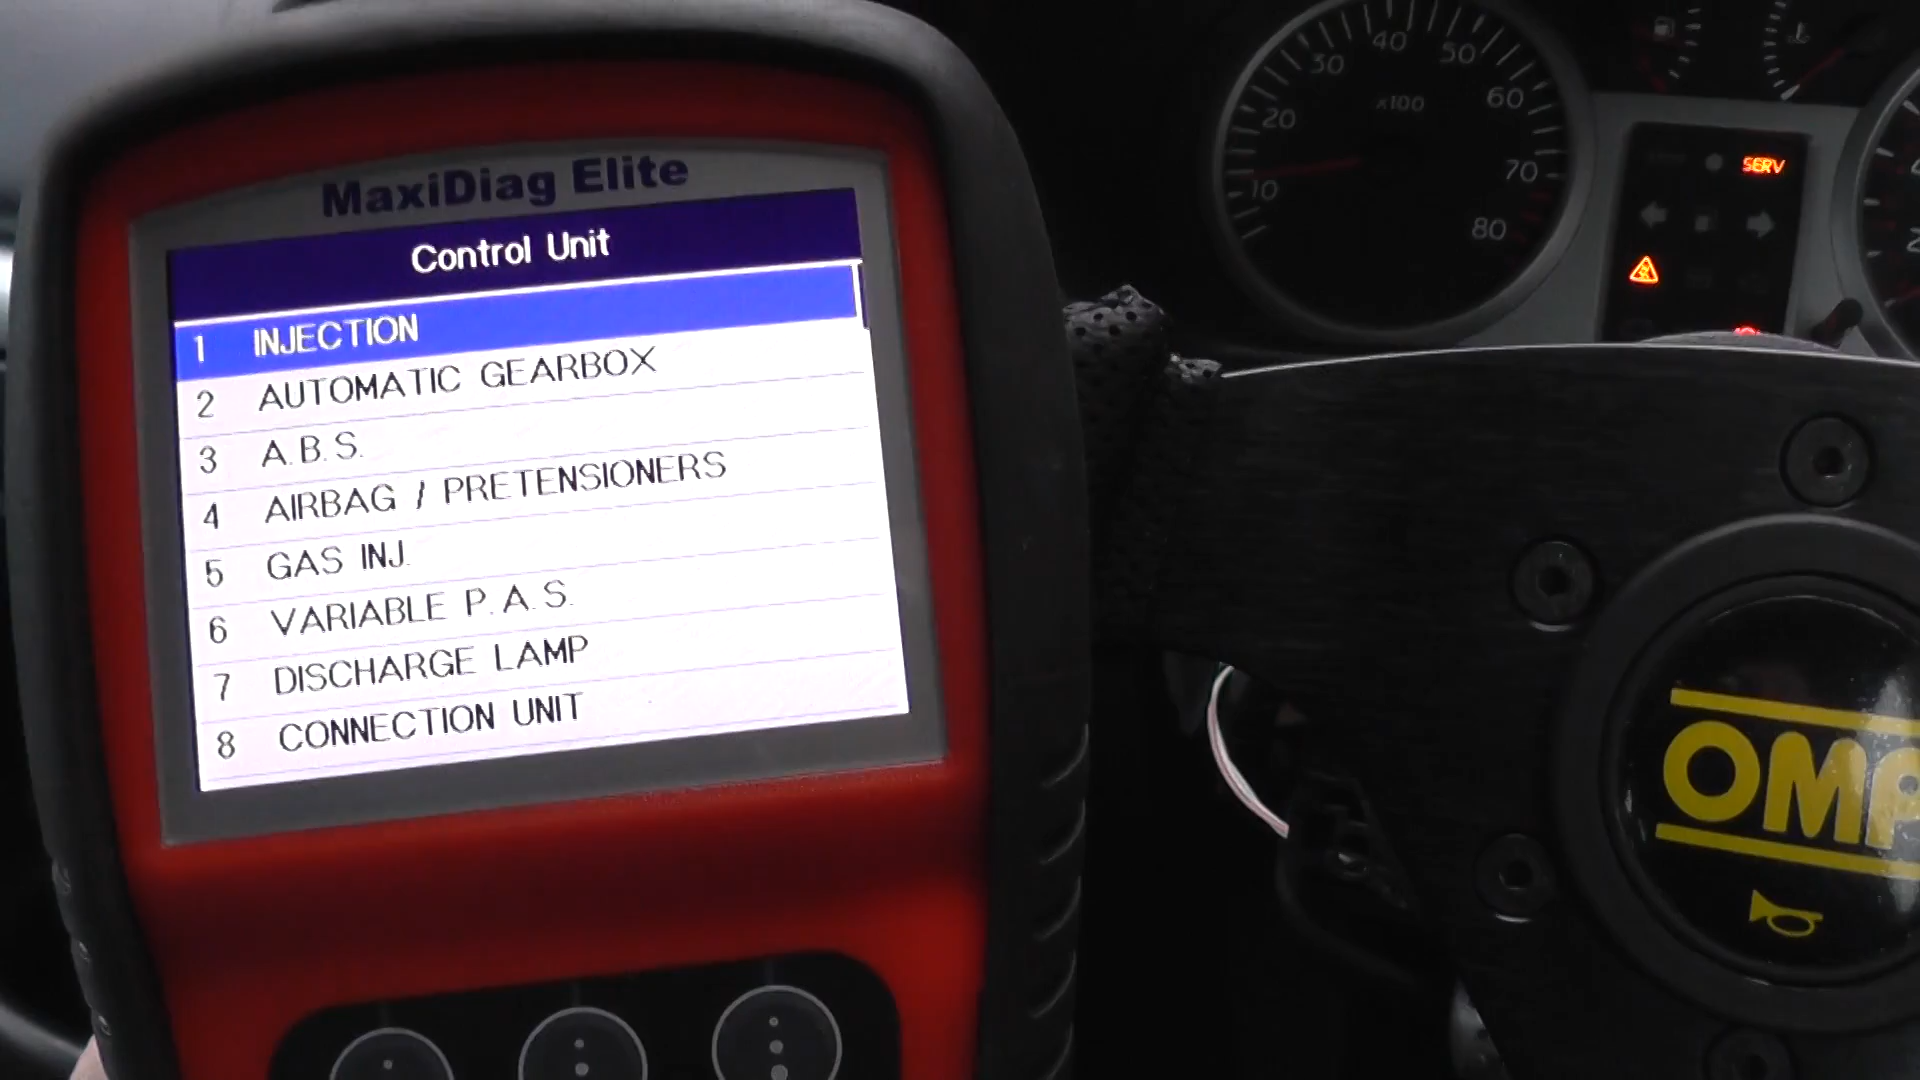 MaxiDiag Elite
Control Unit
1 INJECTION
2 AUTOMATIC GEARBOX
3 A.B.S.
4 AIRBAG / PRETENSIONERS
5 GAS INJ.
6 VARIABLE P.A.S.
7 DISCHARGE LAMP
8 CONNECTION UNIT
10
20
30
40
50
60
70
80
x100
SERV
OMP